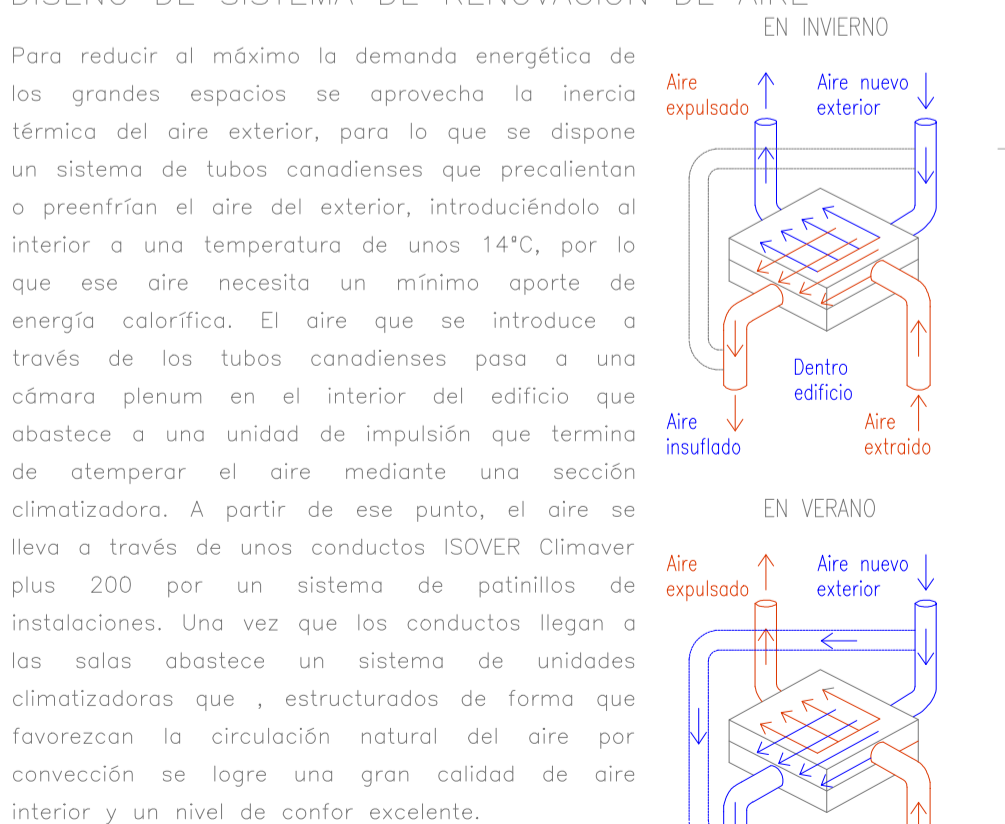 DISEÑO DE SISTEMA DE RENOVACIÓN DE AIRE
Para reducir al máximo la demanda energética de
los grandes espacios se aprovecha la inercia
térmica del aire exterior, para lo que se dispone
un sistema de tubos canadienses que precalientan
o preenfrían el aire del exterior, introduciéndolo al
interior a una temperatura de unos 14ºC, por lo
que ese aire necesita un mínimo aporte de
energía calorífica. El aire que se introduce a
través de los tubos canadienses pasa a una
cámara plenum en el interior del edificio que
abastece a una unidad de impulsión que termina
de atemperar el aire mediante una sección
climatizadora. A partir de ese punto, el aire se
lleva a través de unos conductos ISOVER Climaver
plus 200 por un sistema de patinillos de
instalaciones. Una vez que los conductos llegan a
las salas abastece un sistema de unidades
climatizadoras que , estructurados de forma que
favorezcan la circulación natural del aire por
convección se logre una gran calidad de aire
interior y un nivel de confor excelente.
EN INVIERNO
Aire
expulsado
Aire nuevo
exterior
Dentro
edificio
Aire
insuflado
Aire
extraido
EN VERANO
Aire
expulsado
Aire nuevo
exterior